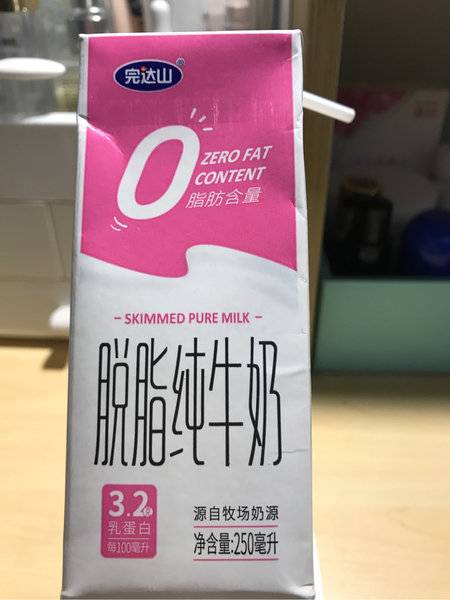 完达山
0
ZERO FAT
CONTENT
脂肪含量
- SKIMMED PURE MILK -
脱脂纯牛奶
3.2克
乳蛋白
每100毫升
源自牧场奶源
净含量:250毫升